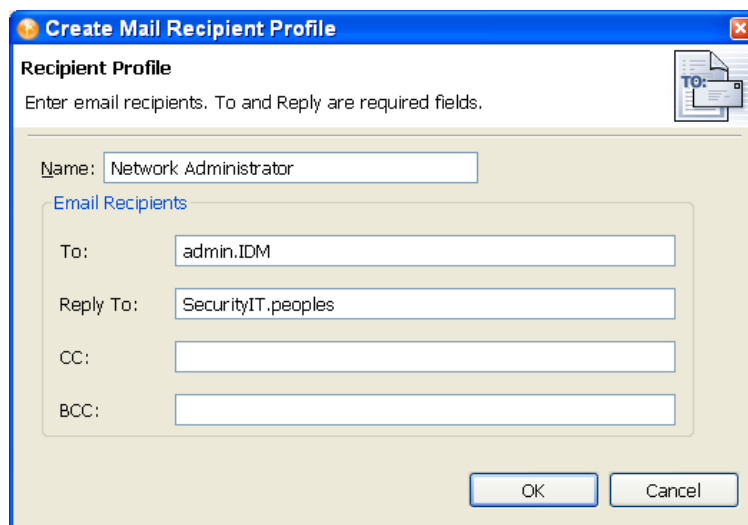 Create Mail Recipient Profile
Recipient Profile
Enter email recipients. To and Reply are required fields.
TO:
Name: Network Administrator
Email Recipients
To: admin.IDM
Reply To: SecurityIT.peoples
CC:
BCC:
OK Cancel